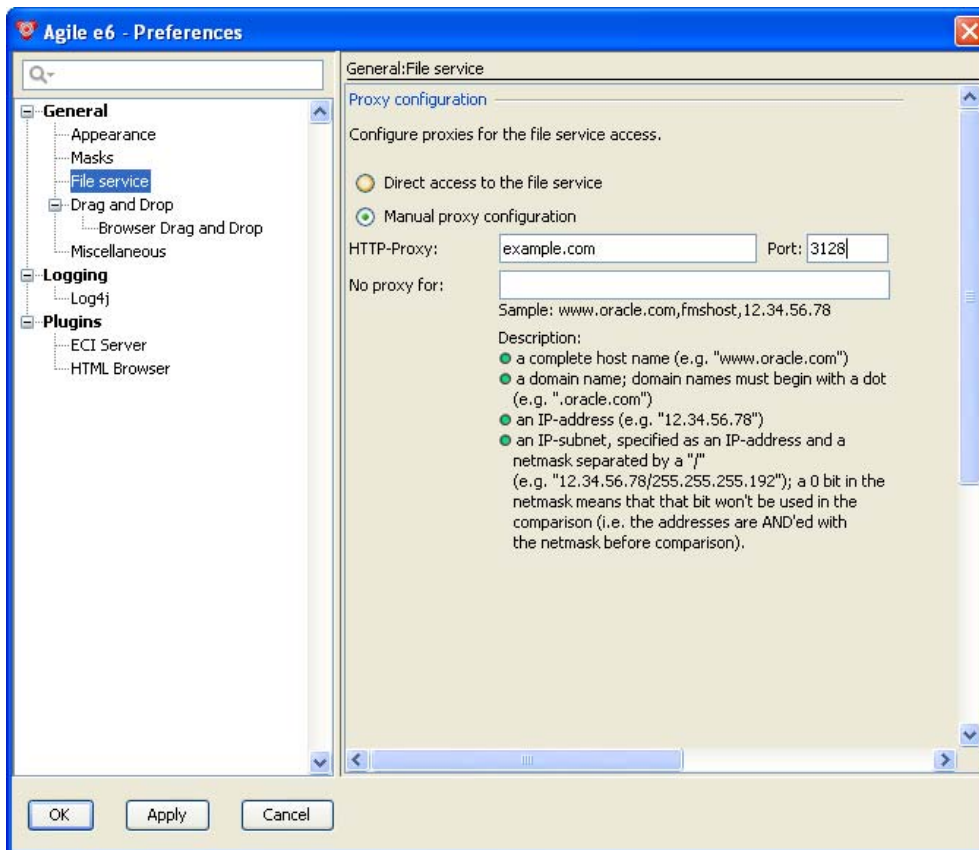 Agile e6 - Preferences
General
Appearance
Masks
File service
Drag and Drop
Browser Drag and Drop
Miscellaneous
Logging
Log4j
Plugins
ECI Server
HTML Browser
General:File service
Proxy configuration
Configure proxies for the file service access.
Direct access to the file service
Manual proxy configuration
HTTP-Proxy: example.com Port: 3128
No proxy for:
Sample: www.oracle.com,fmshost,12.34.56.78
Description:
a complete host name (e.g. "www.oracle.com")
a domain name; domain names must begin with a dot
(e.g. ".oracle.com")
an IP-address (e.g. "12.34.56.78")
an IP-subnet, specified as an IP-address and a
netmask separated by a "/"
(e.g. "12.34.56.78/255.255.255.192"); a 0 bit in the
netmask means that that bit won't be used in the
comparison (i.e. the addresses are AND'ed with
the netmask before comparison).
OK Apply Cancel